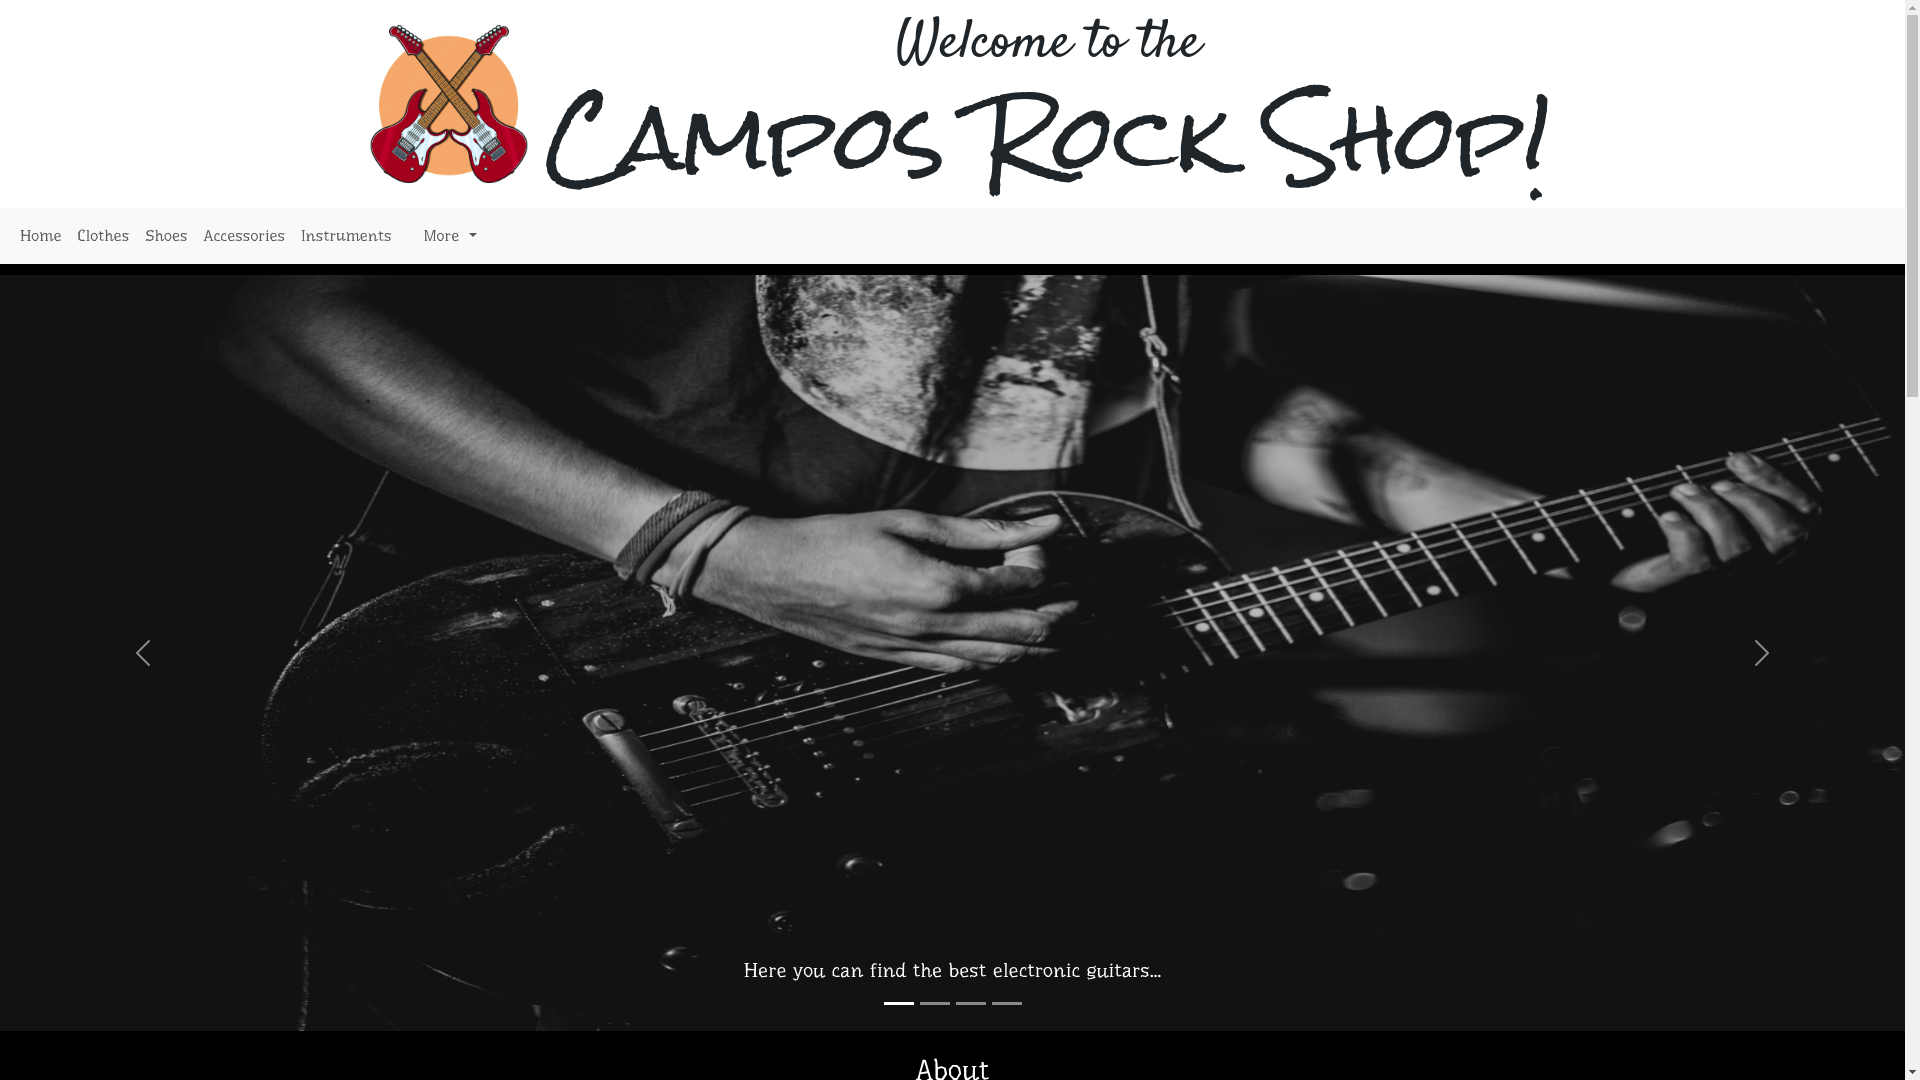 Welcome to the
Campos Rock Shop!
Home Clothes Shoes Accessories Instruments More
Here you can find the best electronic guitars...
About